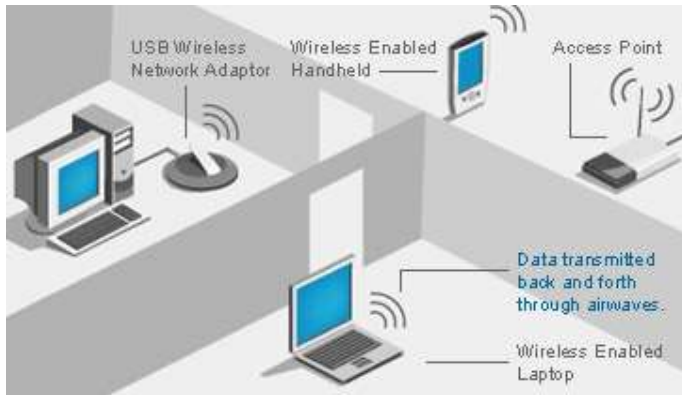 USB Wireless
Network Adaptor
Wireless Enabled
Handheld
Access Point
Data transmitted
back and forth
through airwaves.
Wireless Enabled
Laptop